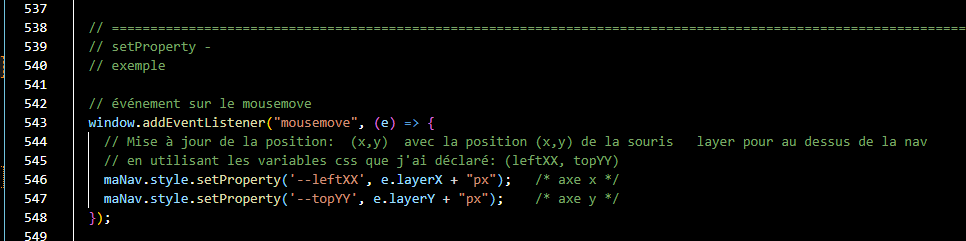 537
538 // ==============================================================================================================
539 // setProperty -
540 // exemple
541
542 // événement sur le mousemove
543 window.addEventListener("mousemove", (e) => {
544 // Mise à jour de la position:  (x,y)  avec la position (x,y) de la souris   layer pour au dessus de la nav
545 // en utilisant les variables css que j'ai déclaré: (leftXX, topYY)
546 maNav.style.setProperty('--leftXX', e.layerX + "px");   /* axe x */
547 maNav.style.setProperty('--topYY', e.layerY + "px");    /* axe y */
548 });
549